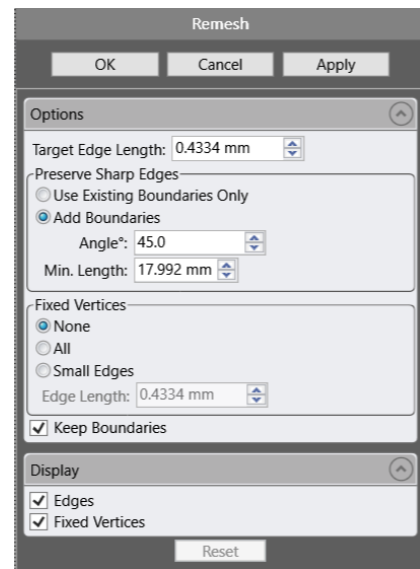 Remesh
OK Cancel Apply
Options
Target Edge Length: 0.4334 mm
Preserve Sharp Edges
Use Existing Boundaries Only
Add Boundaries
Angle°: 45.0
Min. Length: 17.992 mm
Fixed Vertices
None
All
Small Edges
Edge Length: 0.4334 mm
Keep Boundaries
Display
Edges
Fixed Vertices
Reset